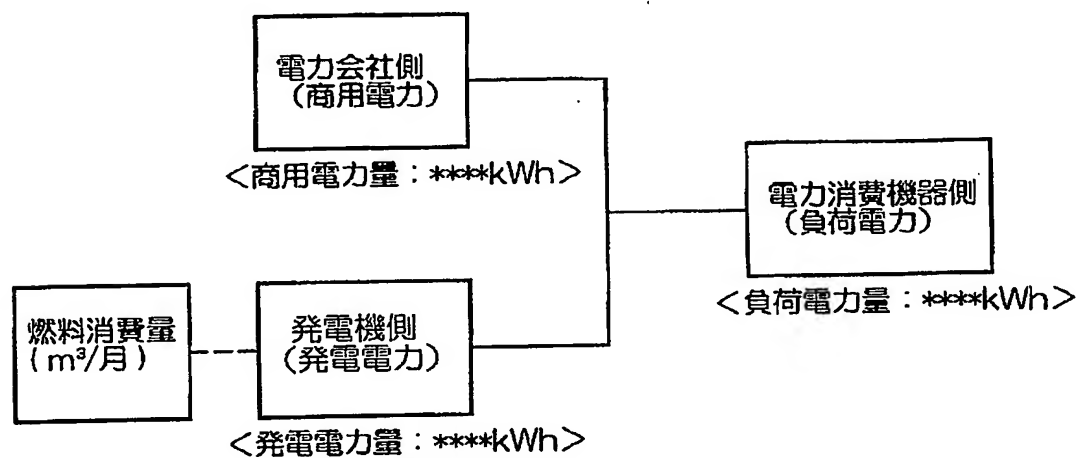 電力会社側
(商用電力)
<商用電力量：****kWh>
電力消費機器側
(負荷電力)
<負荷電力量：****kWh>
燃料消費量
(m³/月)
発電機側
(発電電力)
<発電電力量：****kWh>